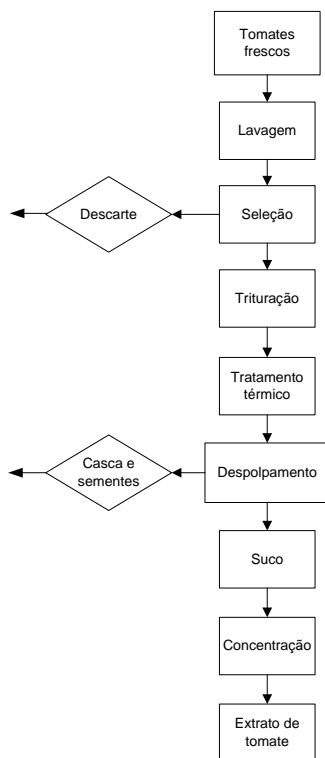 Tomates
frescos
Lavagem
Descarte
Seleção
Trituração
Tratamento
térmico
Casca e
sementes
Despolpamento
Suco
Concentração
Extrato de
tomate